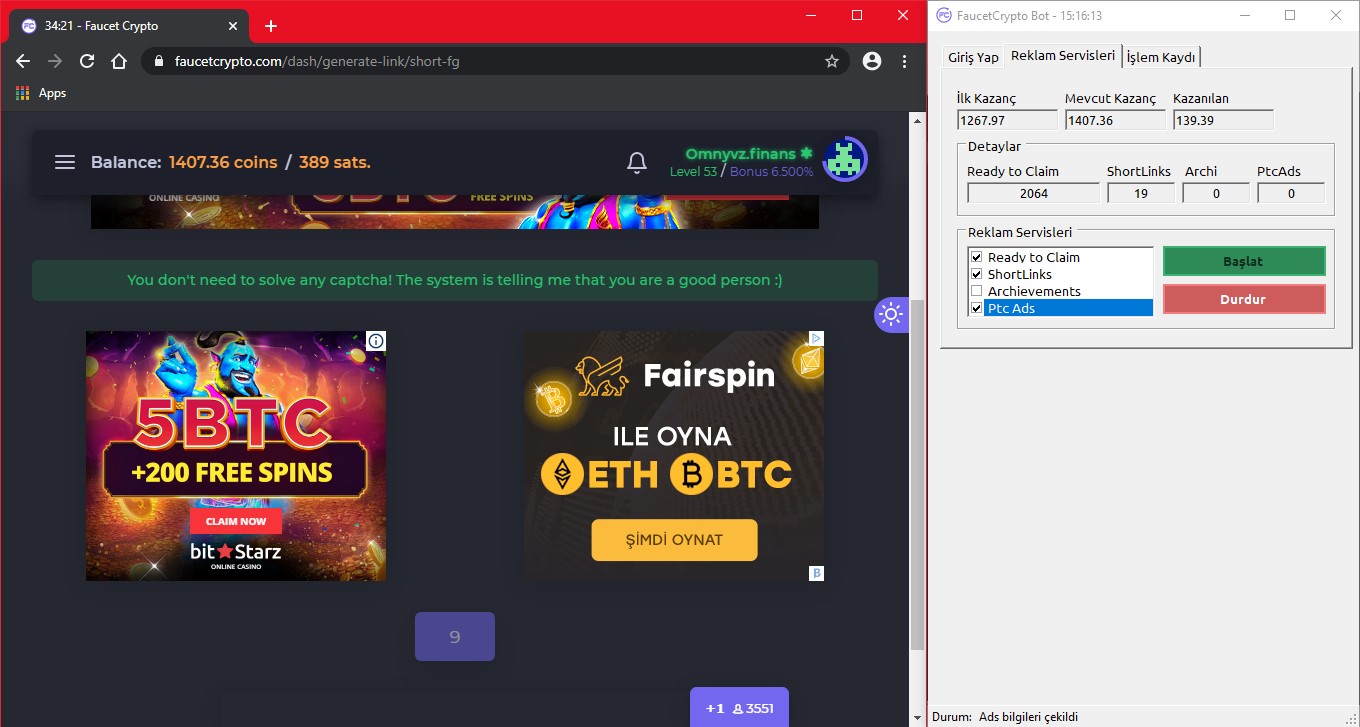 34:21 - Faucet Crypto
faucetcrypto.com/dash/generate-link/short-fg
Apps
Balance: 1407.36 coins / 389 sats.
Omnyvz.finans ✱
Level 53 / Bonus 6.500%
ONLINE CASINO
FREE SPINS
You don't need to solve any captcha! The system is telling me that you are a good person :)
5BTC
+200 FREE SPINS
CLAIM NOW
bitStarz
ONLINE CASINO
Fairspin
ILE OYNA
ETH BTC
ŞİMDİ OYNAT
9
+1 3551
FaucetCrypto Bot - 15:16:13
Giriş Yap Reklam Servisleri İşlem Kaydı
İlk Kazanç Mevcut Kazanç Kazanılan
1267.97 1407.36 139.39
Detaylar
Ready to Claim ShortLinks Archi PtcAds
2064 19 0 0
Reklam Servisleri
Ready to Claim
ShortLinks
Archievements
Ptc Ads
Başlat
Durdur
Durum: Ads bilgileri çekildi